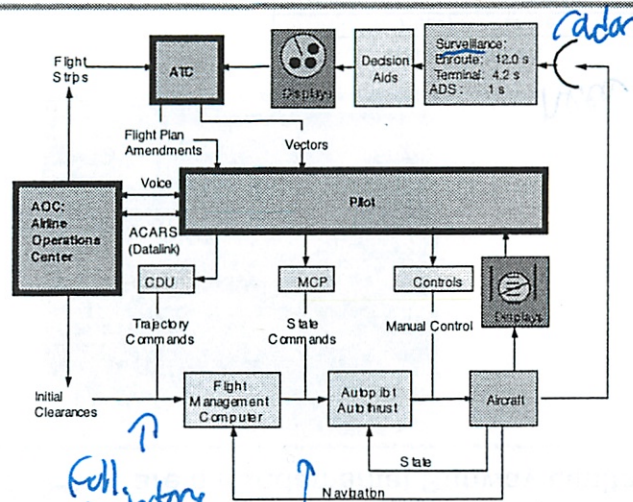 radar
Flight
Strips
ATC
Displays
Decision
Aids
Surveillance:
Enroute: 12.0 s
Terminal: 4.2 s
ADS : 1 s
Flight Plan
Amendments
Vectors
Voice
Pilot
AOC:
Airline
Operations
Center
ACARS
(Datalink)
CDU
MCP
Controls
Displays
Trajectory
Commands
State
Commands
Manual Control
Initial
Clearances
Flight
Management
Computer
Autopilot
Autothrust
Aircraft
State
Navigation
Full